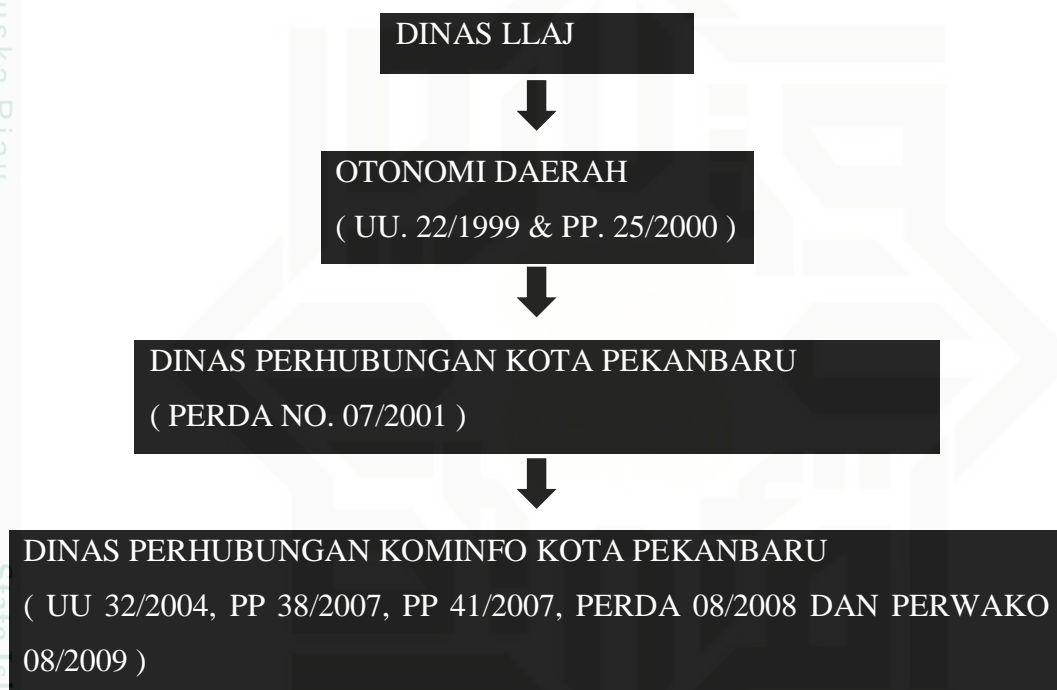 DINAS LLAJ
OTONOMI DAERAH
( UU. 22/1999 & PP. 25/2000 )
DINAS PERHUBUNGAN KOTA PEKANBARU
( PERDA NO. 07/2001 )
DINAS PERHUBUNGAN KOMINFO KOTA PEKANBARU
( UU 32/2004, PP 38/2007, PP 41/2007, PERDA 08/2008 DAN PERWAKO
08/2009 )